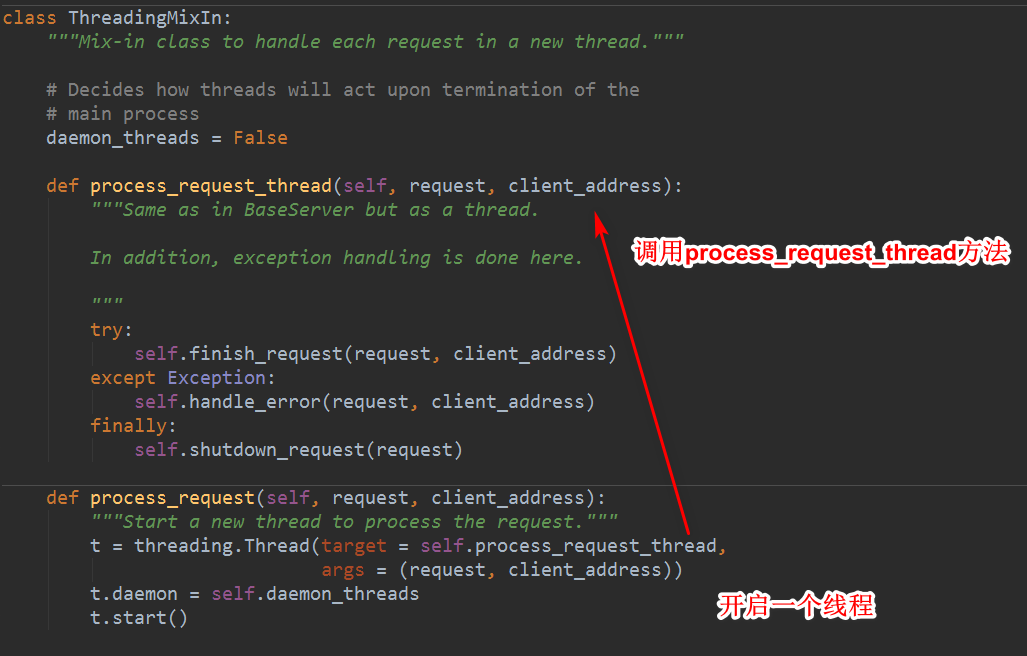 class ThreadingMixIn:
    """Mix-in class to handle each request in a new thread."""

    # Decides how threads will act upon termination of the
    # main process
    daemon_threads = False

    def process_request_thread(self, request, client_address):
        """Same as in BaseServer but as a thread.

        In addition, exception handling is done here.
调用process_request_thread方法

        """
        try:
            self.finish_request(request, client_address)
        except Exception:
            self.handle_error(request, client_address)
        finally:
            self.shutdown_request(request)

    def process_request(self, request, client_address):
        """Start a new thread to process the request."""
        t = threading.Thread(target = self.process_request_thread,
                             args = (request, client_address))
        t.daemon = self.daemon_threads
开启一个线程
        t.start()